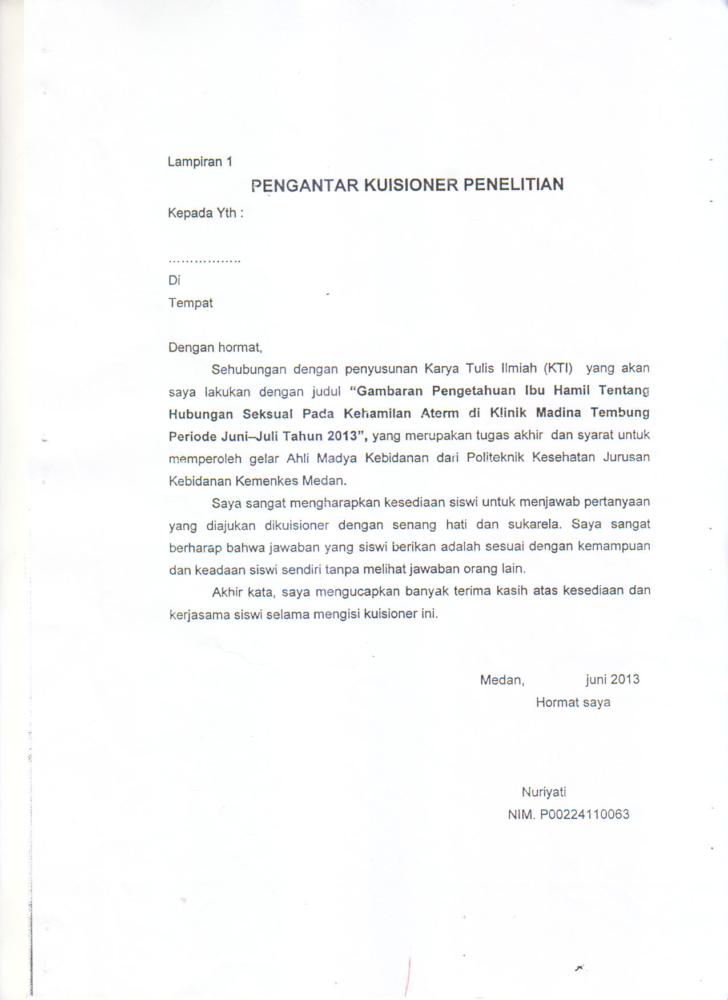 Lampiran 1
PENGANTAR KUISIONER PENELITIAN
Kepada Yth :
.................
Di
Tempat
Dengan hormat,
Sehubungan dengan penyusunan Karya Tulis Ilmiah (KTI) yang akan
saya lakukan dengan judul “Gambaran Pengetahuan Ibu Hamil Tentang
Hubungan Seksual Pada Kehamilan Aterm di Klinik Madina Tembung
Periode Juni–Juli Tahun 2013”, yang merupakan tugas akhir dan syarat untuk
memperoleh gelar Ahli Madya Kebidanan dari Politeknik Kesehatan Jurusan
Kebidanan Kemenkes Medan.
Saya sangat mengharapkan kesediaan siswi untuk menjawab pertanyaan
yang diajukan dikuisioner dengan senang hati dan sukarela. Saya sangat
berharap bahwa jawaban yang siswi berikan adalah sesuai dengan kemampuan
dan keadaan siswi sendiri tanpa melihat jawaban orang lain.
Akhir kata, saya mengucapkan banyak terima kasih atas kesediaan dan
kerjasama siswi selama mengisi kuisioner ini.
Medan, juni 2013
Hormat saya
Nuriyati
NIM. P00224110063